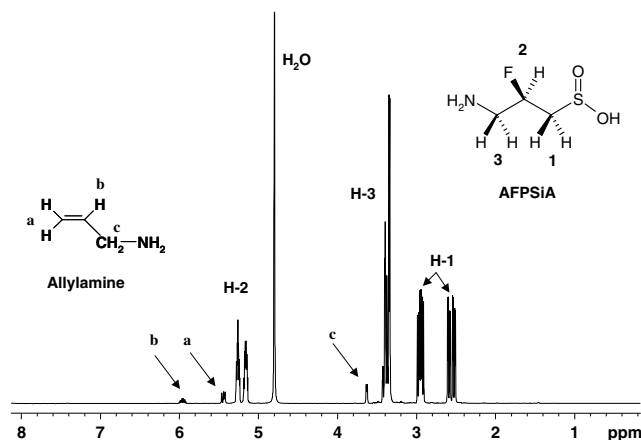 2
H₂O
O
F
H
H₂N
S
OH
H
H
H
H
3
1
AFPSiA
b
H
a
c
H
CH₂
NH₂
Allylamine
H-3
H-1
H-2
b
a
c
8
7
6
5
4
3
2
1
ppm